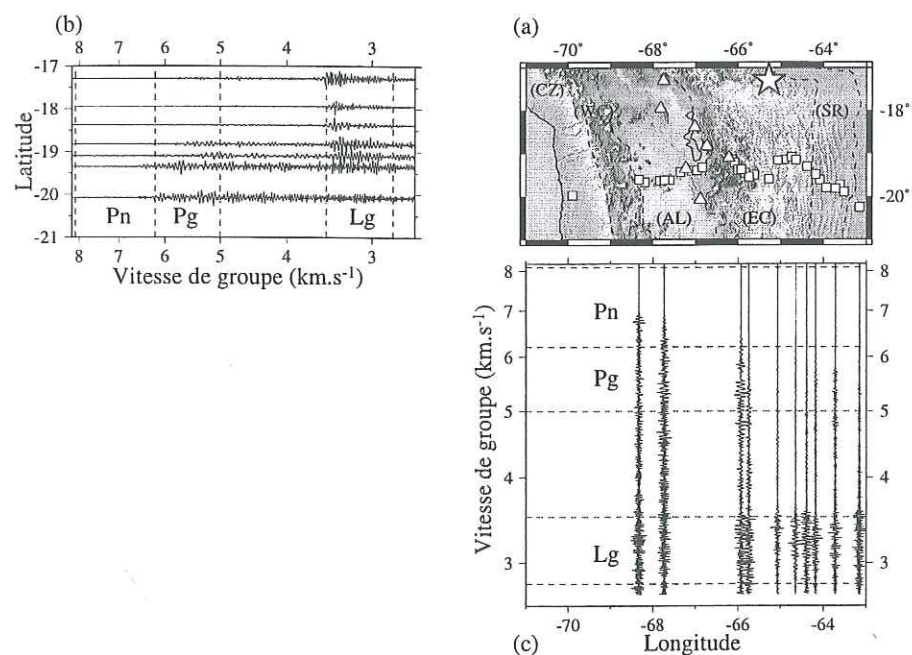 (b)
8 7 6 5 4 3
-17
-18
-19
-20
-21
Latitude
Pn Pg Lg
8 7 6 5 4 3
Vitesse de groupe (km.s⁻¹)
(a)
-70° -68° -66° -64°
(CZ)
(SR)
-18°
-20°
(AL) (EC)
8 8
7 7
6 6
5 5
4 4
3 3
Pn
Pg
Lg
Vitesse de groupe (km.s⁻¹)
-70 -68 -66 -64
(c) Longitude